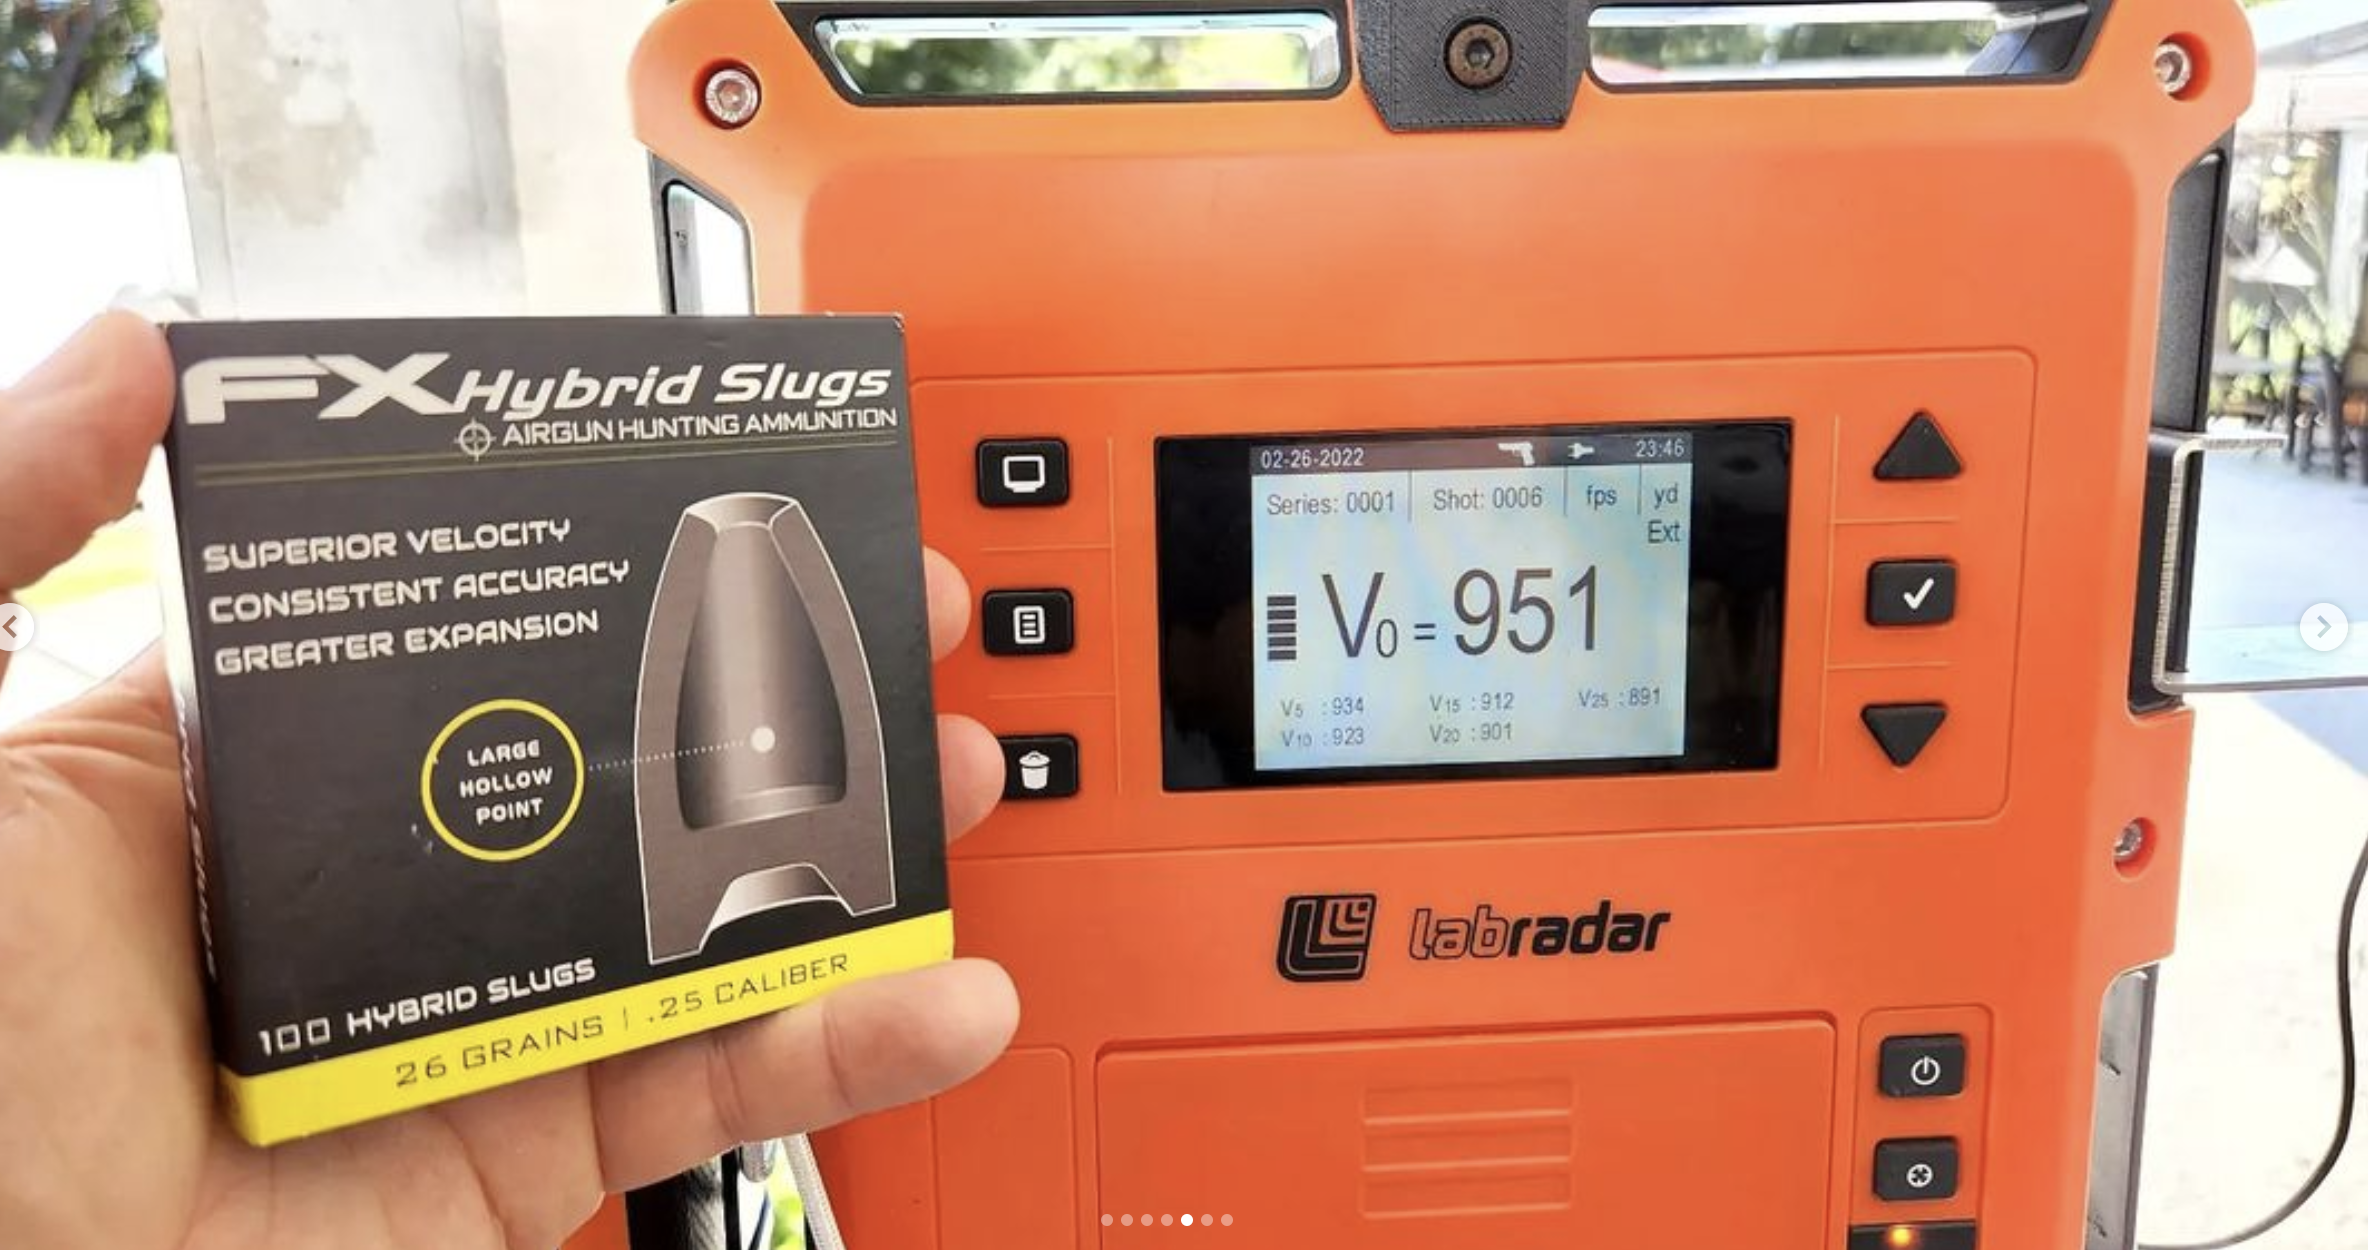 FX Hybrid Slugs
AIRGUN HUNTING AMMUNITION
SUPERIOR VELOCITY
CONSISTENT ACCURACY
GREATER EXPANSION
LARGE
HOLLOW
POINT
100 HYBRID SLUGS
26 GRAINS | .25 CALIBER
02-26-2022 23:46
Series: 0001 Shot: 0006 fps yd
Ext
V0 = 951
V5 : 934 V15 : 912 V25 : 891
V10 : 923 V20 : 901
labradar